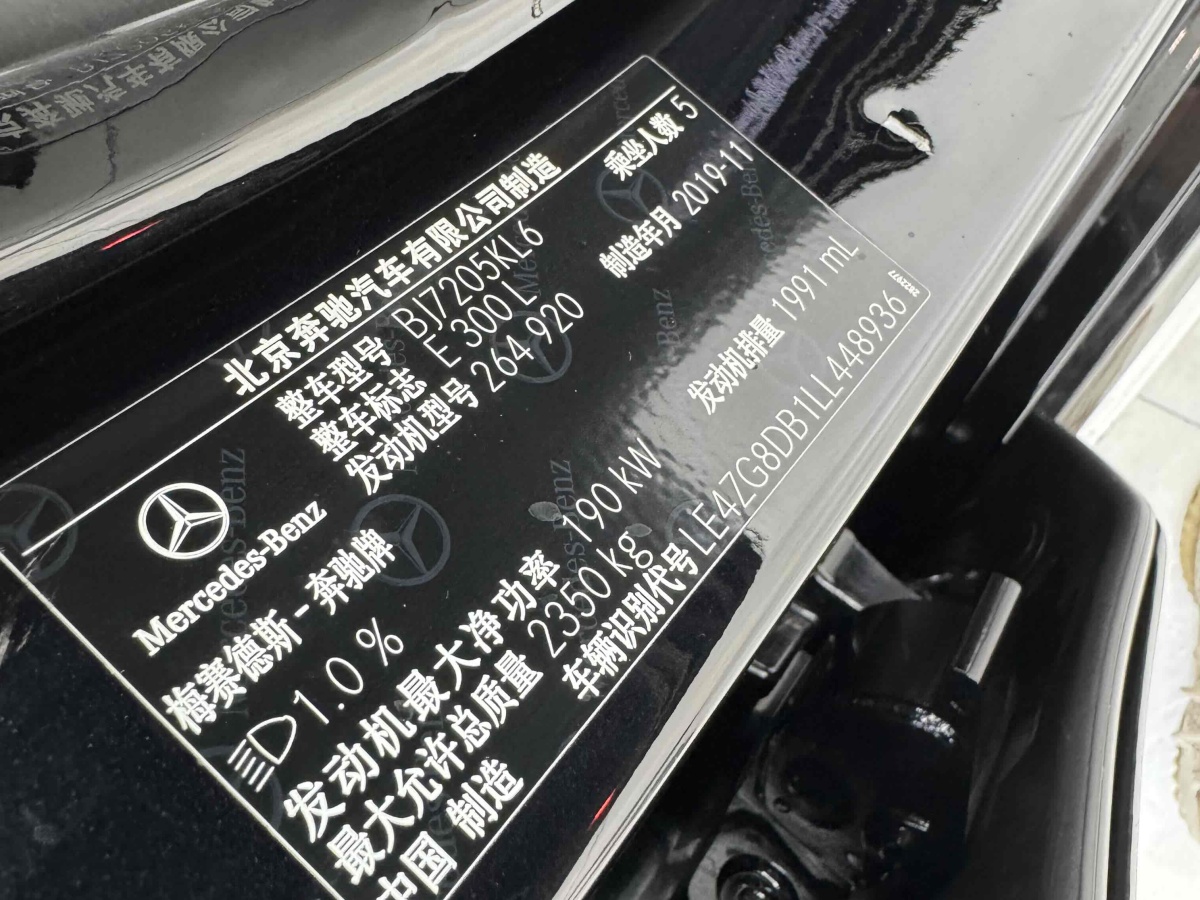 北京奔驰汽车有限公司制造
整车型号 BJ7205KL6 乘坐人数 5
整车标志 E 300 L
发动机型号 264 920 制造年月 2019-11
Mercedes-Benz
梅赛德斯-奔驰牌
1.0 %
发动机最大净功率 190 kW 发动机排量 1991 mL
最大允许总质量 2350 kg
中国 制造 车辆识别代号 LE4ZG8DB1LL448936